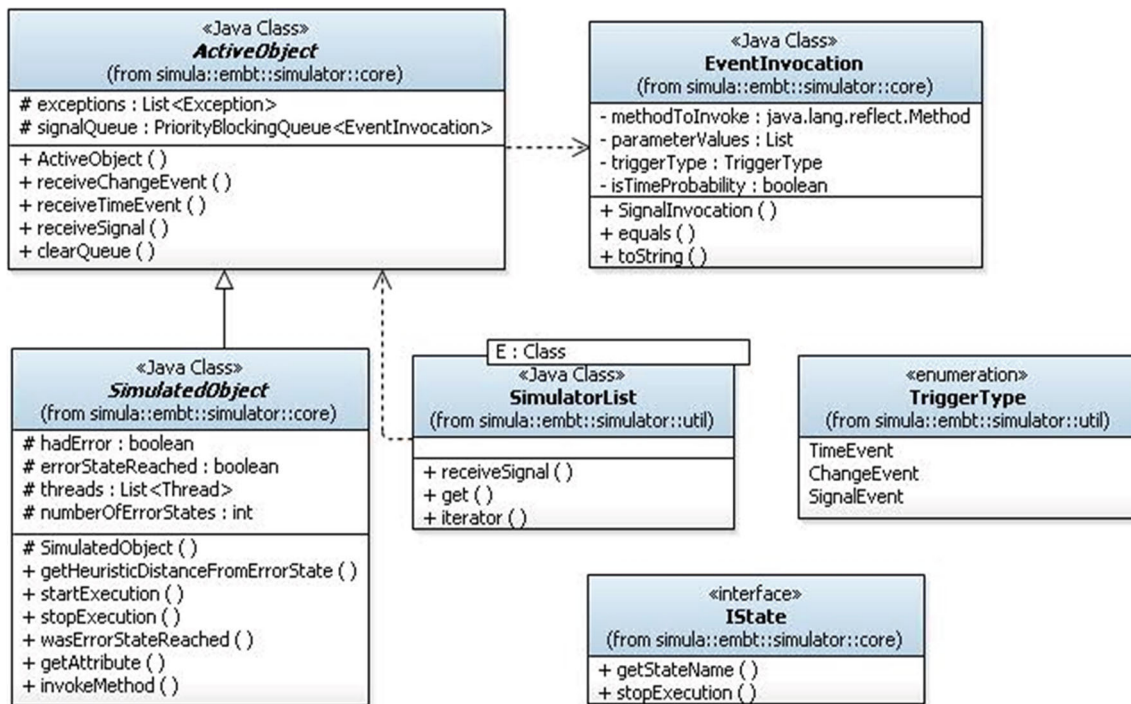 «Java Class»
ActiveObject
(from simula::embt::simulator::core)
# exceptions : List<Exception>
# signalQueue : PriorityBlockingQueue<EventInvocation>
+ ActiveObject ( )
+ receiveChangeEvent ( )
+ receiveTimeEvent ( )
+ receiveSignal ( )
+ clearQueue ( )
«Java Class»
EventInvocation
(from simula::embt::simulator::core)
- methodToInvoke : java.lang.reflect.Method
- parameterValues : List
- triggerType : TriggerType
- isTimeProbability : boolean
+ SignalInvocation ( )
+ equals ( )
+ toString ( )
«Java Class»
SimulatedObject
(from simula::embt::simulator::core)
# hadError : boolean
# errorStateReached : boolean
# threads : List<Thread>
# numberOfErrorStates : int
# SimulatedObject ( )
+ getHeuristicDistanceFromErrorState ( )
+ startExecution ( )
+ stopExecution ( )
+ wasErrorStateReached ( )
+ getAttribute ( )
+ invokeMethod ( )
E : Class
«Java Class»
SimulatorList
(from simula::embt::simulator::util)
+ receiveSignal ( )
+ get ( )
+ iterator ( )
«enumeration»
TriggerType
(from simula::embt::simulator::util)
TimeEvent
ChangeEvent
SignalEvent
«interface»
IState
(from simula::embt::simulator::core)
+ getStateName ( )
+ stopExecution ( )